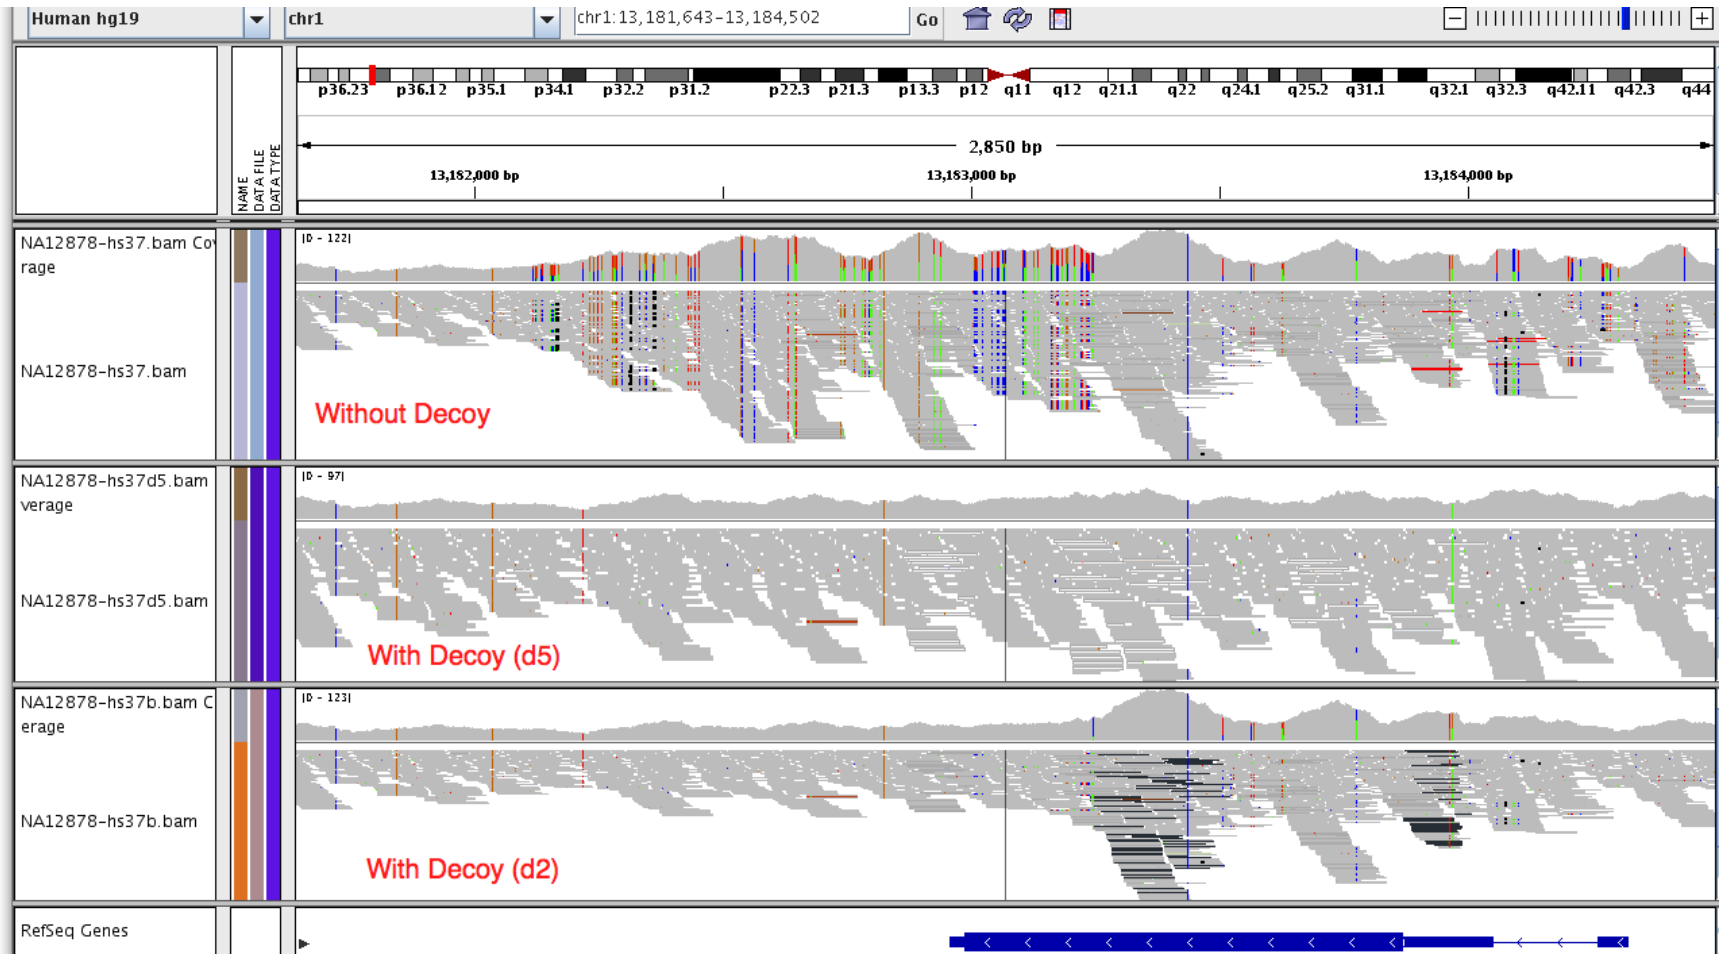 Human hg19 chr1 chr1:13,181,643-13,184,502 Go
p36.23 p36.12 p35.1 p34.1 p32.2 p31.2 p22.3 p21.3 p13.3 p12 q11 q12 q21.1 q22 q24.1 q25.2 q31.1 q32.1 q32.3 q42.11 q42.3 q44
2,850 bp
13,182,000 bp 13,183,000 bp 13,184,000 bp
NAME
DATA FILE
DATA TYPE
NA12878-hs37.bam Cov
rage
[0 - 122]
NA12878-hs37.bam
Without Decoy
NA12878-hs37d5.bam
verage
[0 - 97]
NA12878-hs37d5.bam
With Decoy (d5)
NA12878-hs37b.bam C
erage
[0 - 123]
NA12878-hs37b.bam
With Decoy (d2)
RefSeq Genes